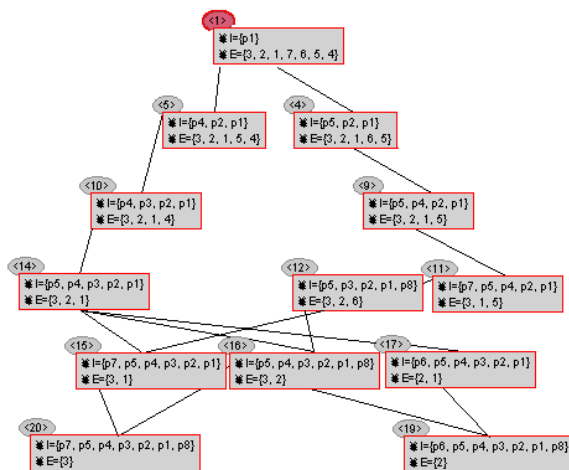 <1>
I={p1}
E={3, 2, 1, 7, 6, 5, 4}
<5>
I={p4, p2, p1}
E={3, 2, 1, 5, 4}
<4>
I={p5, p2, p1}
E={3, 2, 1, 6, 5}
<10>
I={p4, p3, p2, p1}
E={3, 2, 1, 4}
<9>
I={p5, p4, p2, p1}
E={3, 2, 1, 5}
<14>
I={p5, p4, p3, p2, p1}
E={3, 2, 1}
<12>
I={p5, p3, p2, p1, p8}
E={3, 2, 6}
<11>
I={p7, p5, p4, p2, p1}
E={3, 1, 5}
<15>
I={p7, p5, p4, p3, p2, p1}
E={3, 1}
<16>
I={p5, p4, p3, p2, p1, p8}
E={3, 2}
<17>
I={p6, p5, p4, p3, p2, p1}
E={2, 1}
<20>
I={p7, p5, p4, p3, p2, p1, p8}
E={3}
<19>
I={p6, p5, p4, p3, p2, p1, p8}
E={2}